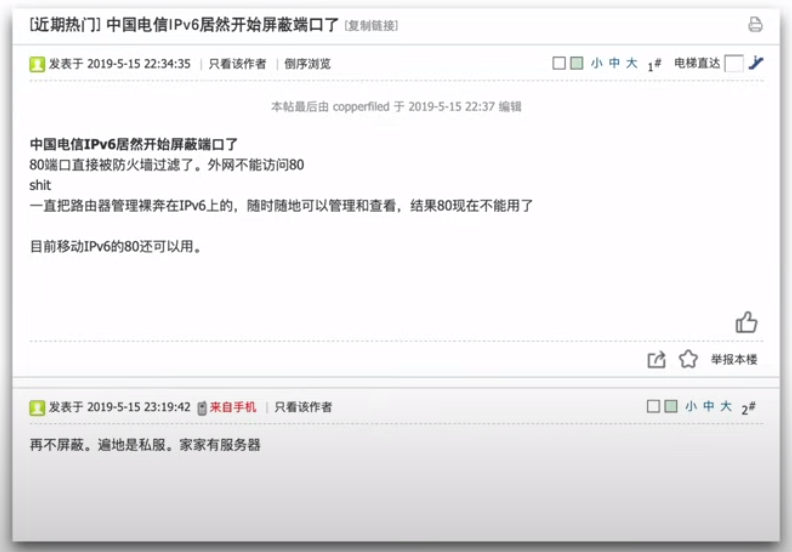 [近期热门] 中国电信IPv6居然开始屏蔽端口了 [复制链接]
发表于 2019-5-15 22:34:35 | 只看该作者 | 倒序浏览 小 中 大 1# 电梯直达
本帖最后由 copperfiled 于 2019-5-15 22:37 编辑
中国电信IPv6居然开始屏蔽端口了
80端口直接被防火墙过滤了。外网不能访问80
shit
一直把路由器管理裸奔在IPv6上的，随时随地可以管理和查看，结果80现在不能用了
目前移动IPv6的80还可以用。
举报本楼
发表于 2019-5-15 23:19:42 来自手机 | 只看该作者 小 中 大 2#
再不屏蔽。遍地是私服。家家有服务器